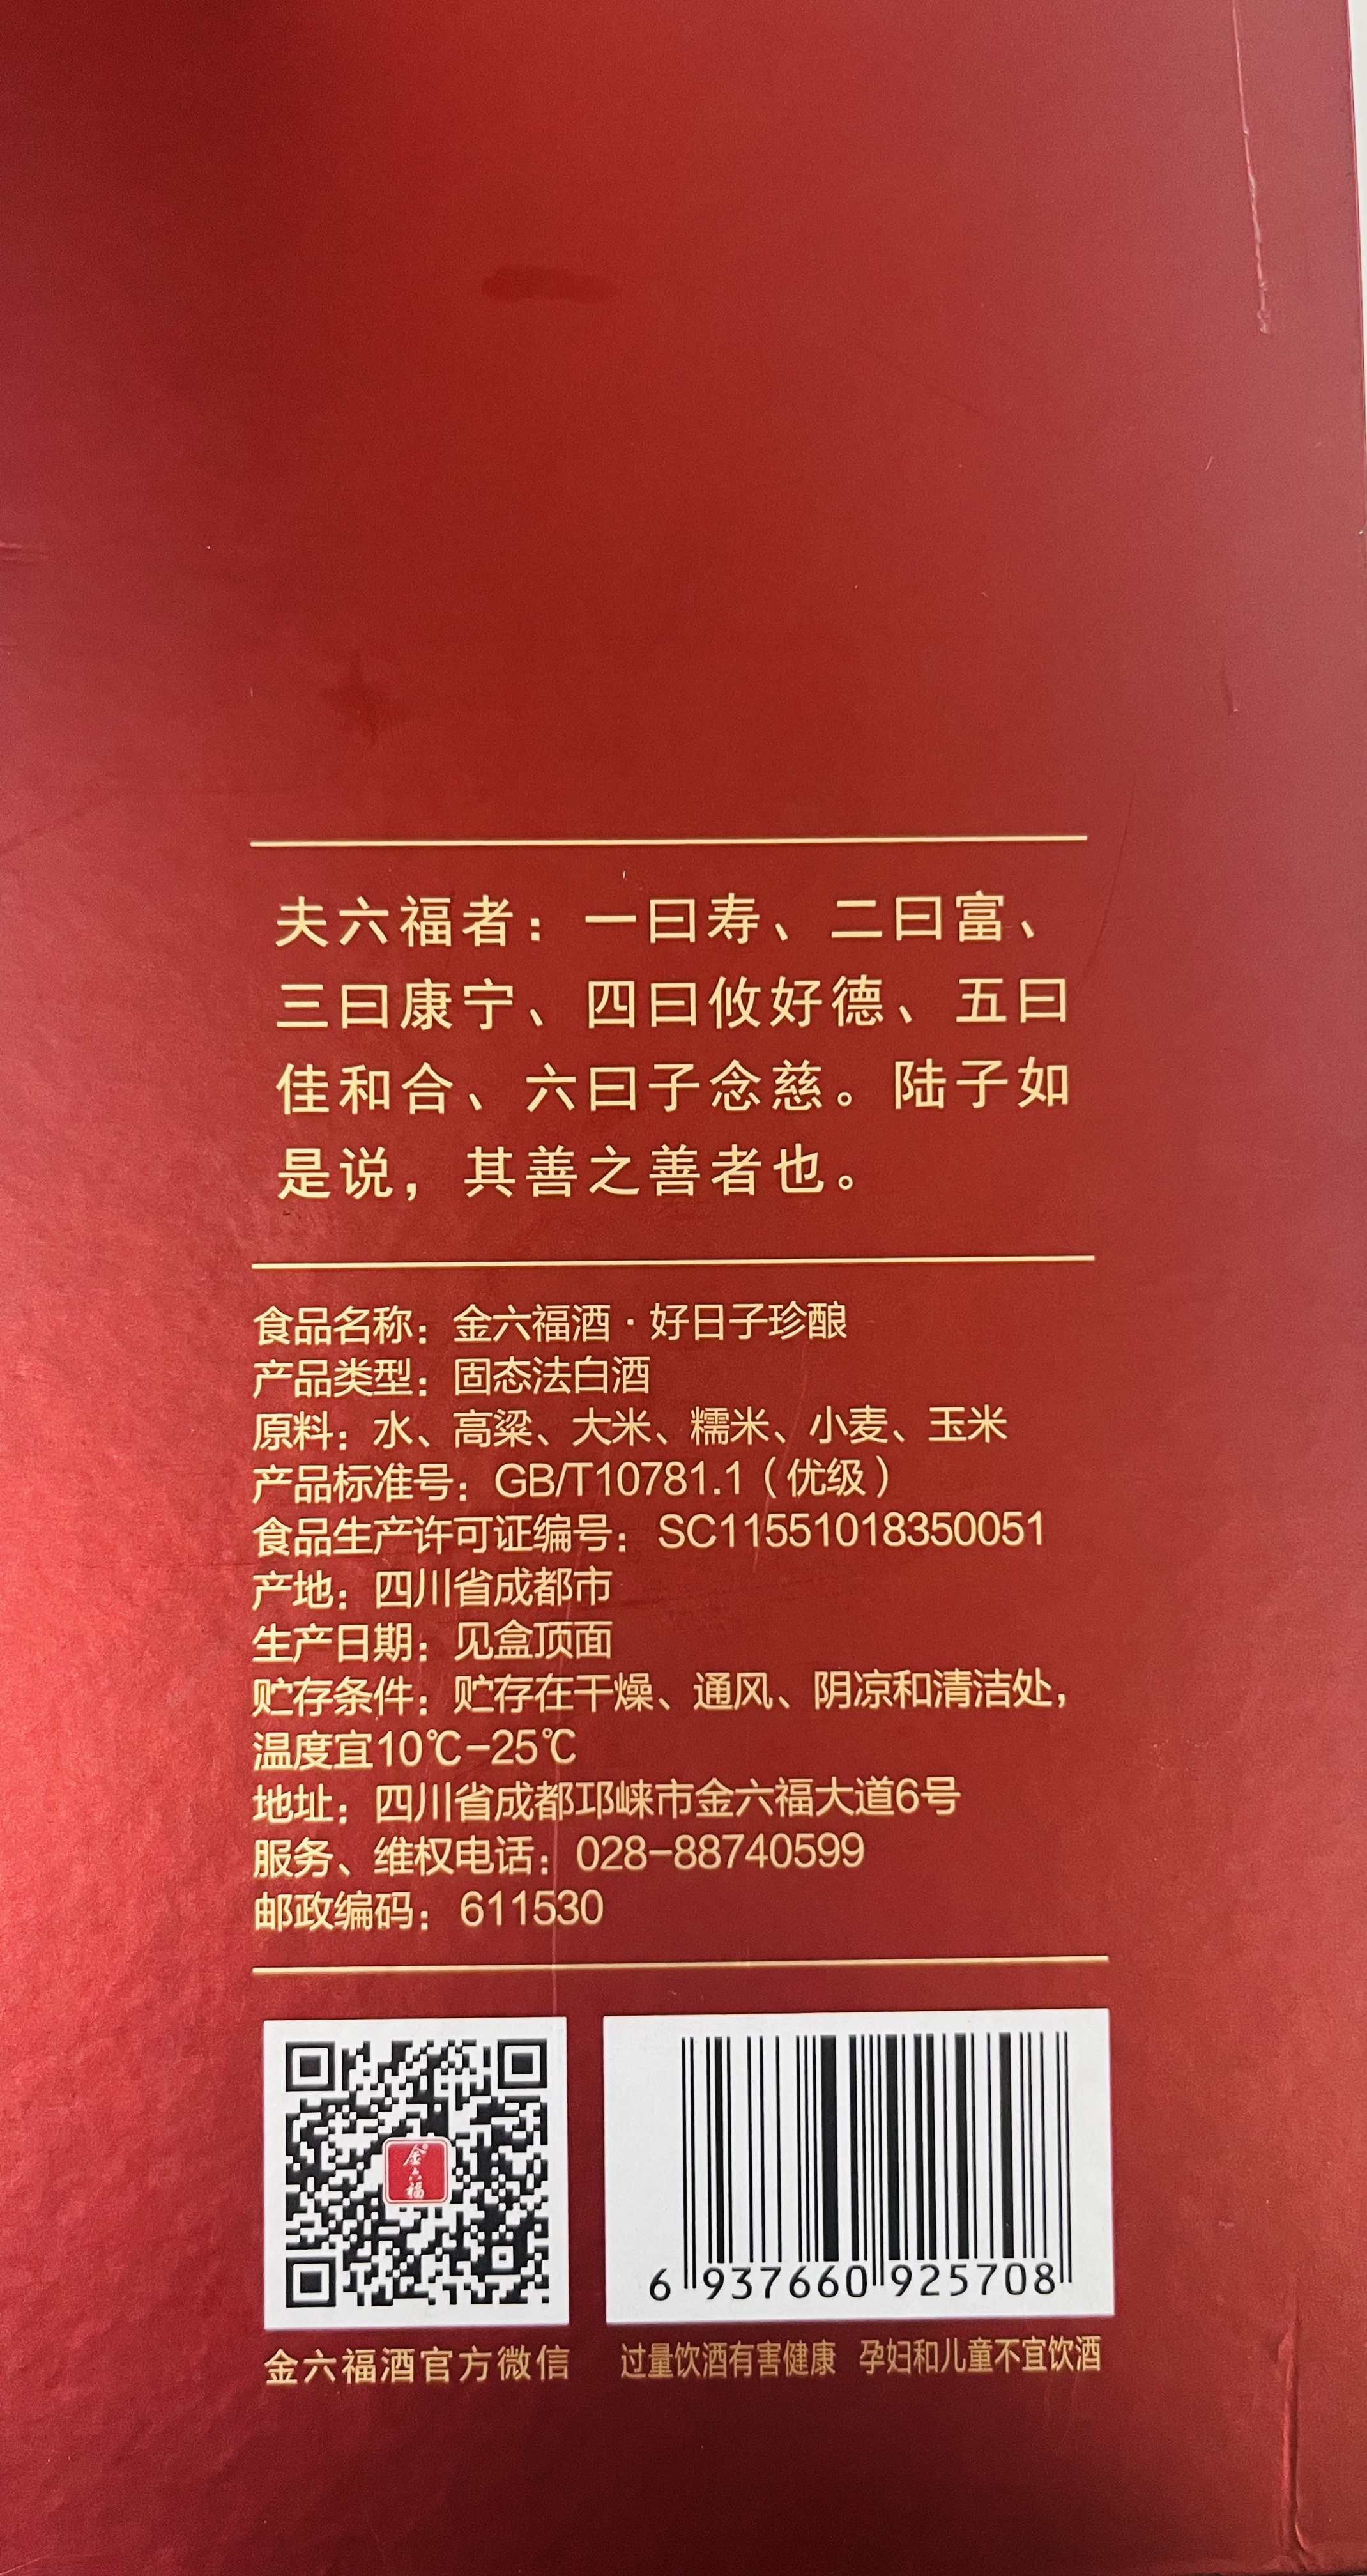 夫六福者：一曰寿、二曰富、
三曰康宁、四曰攸好德、五曰
佳和合、六曰子念慈。陆子如
是说，其善之善者也。
食品名称：金六福酒·好日子珍酿
产品类型：固态法白酒
原料：水、高粱、大米、糯米、小麦、玉米
产品标准号：GB/T10781.1（优级）
食品生产许可证编号：SC11551018350051
产地：四川省成都市
生产日期：见盒顶面
贮存条件：贮存在干燥、通风、阴凉和清洁处，
温度宜10℃-25℃
地址：四川省成都邛崃市金六福大道6号
服务、维权电话：028-88740599
邮政编码：611530
金六福
6 937660 925708
金六福酒官方微信
过量饮酒有害健康 孕妇和儿童不宜饮酒